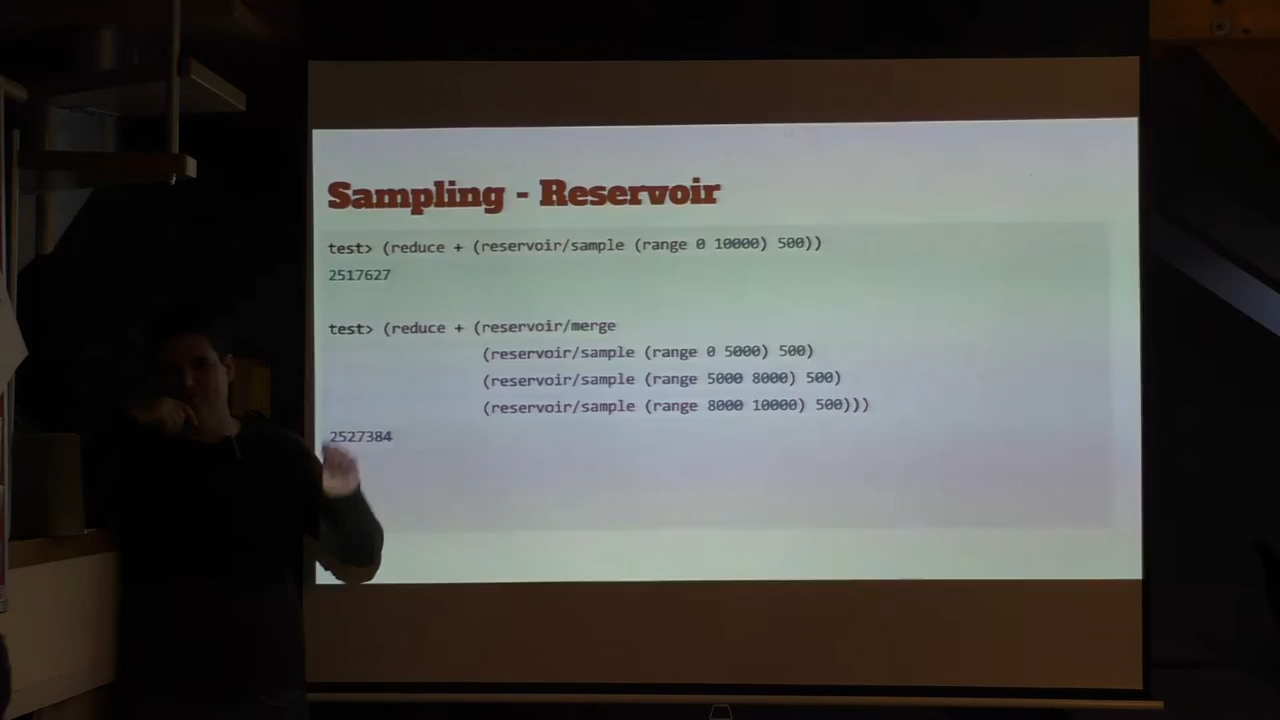 Sampling - Reservoir
test> (reduce + (reservoir/sample (range 0 10000) 500))
2517627
test> (reduce + (reservoir/merge
(reservoir/sample (range 0 5000) 500)
(reservoir/sample (range 5000 8000) 500)
(reservoir/sample (range 8000 10000) 500)))
2527384